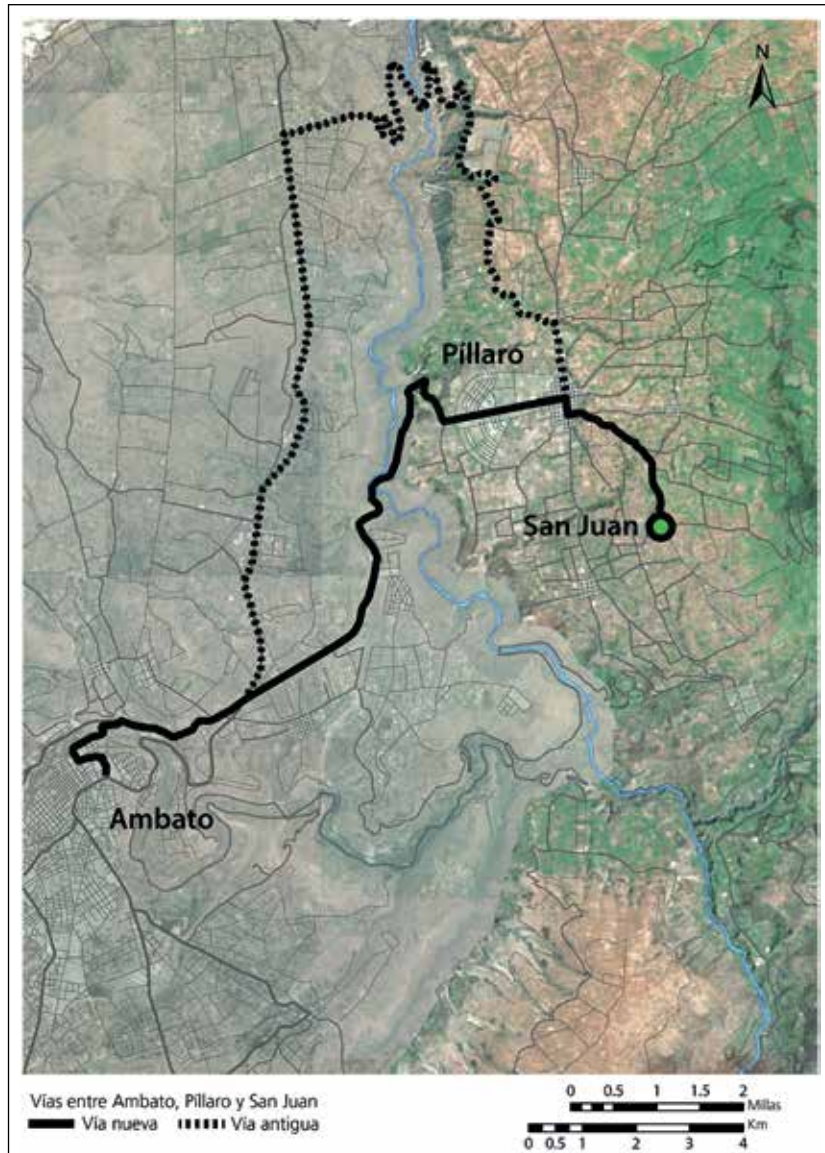 N
Píllaro
San Juan
Ambato
Vías entre Ambato, Píllaro y San Juan
Vía nueva Vía antigua
0 0.5 1 1.5 2
Millas
Km
0 0.5 1 2 3 4